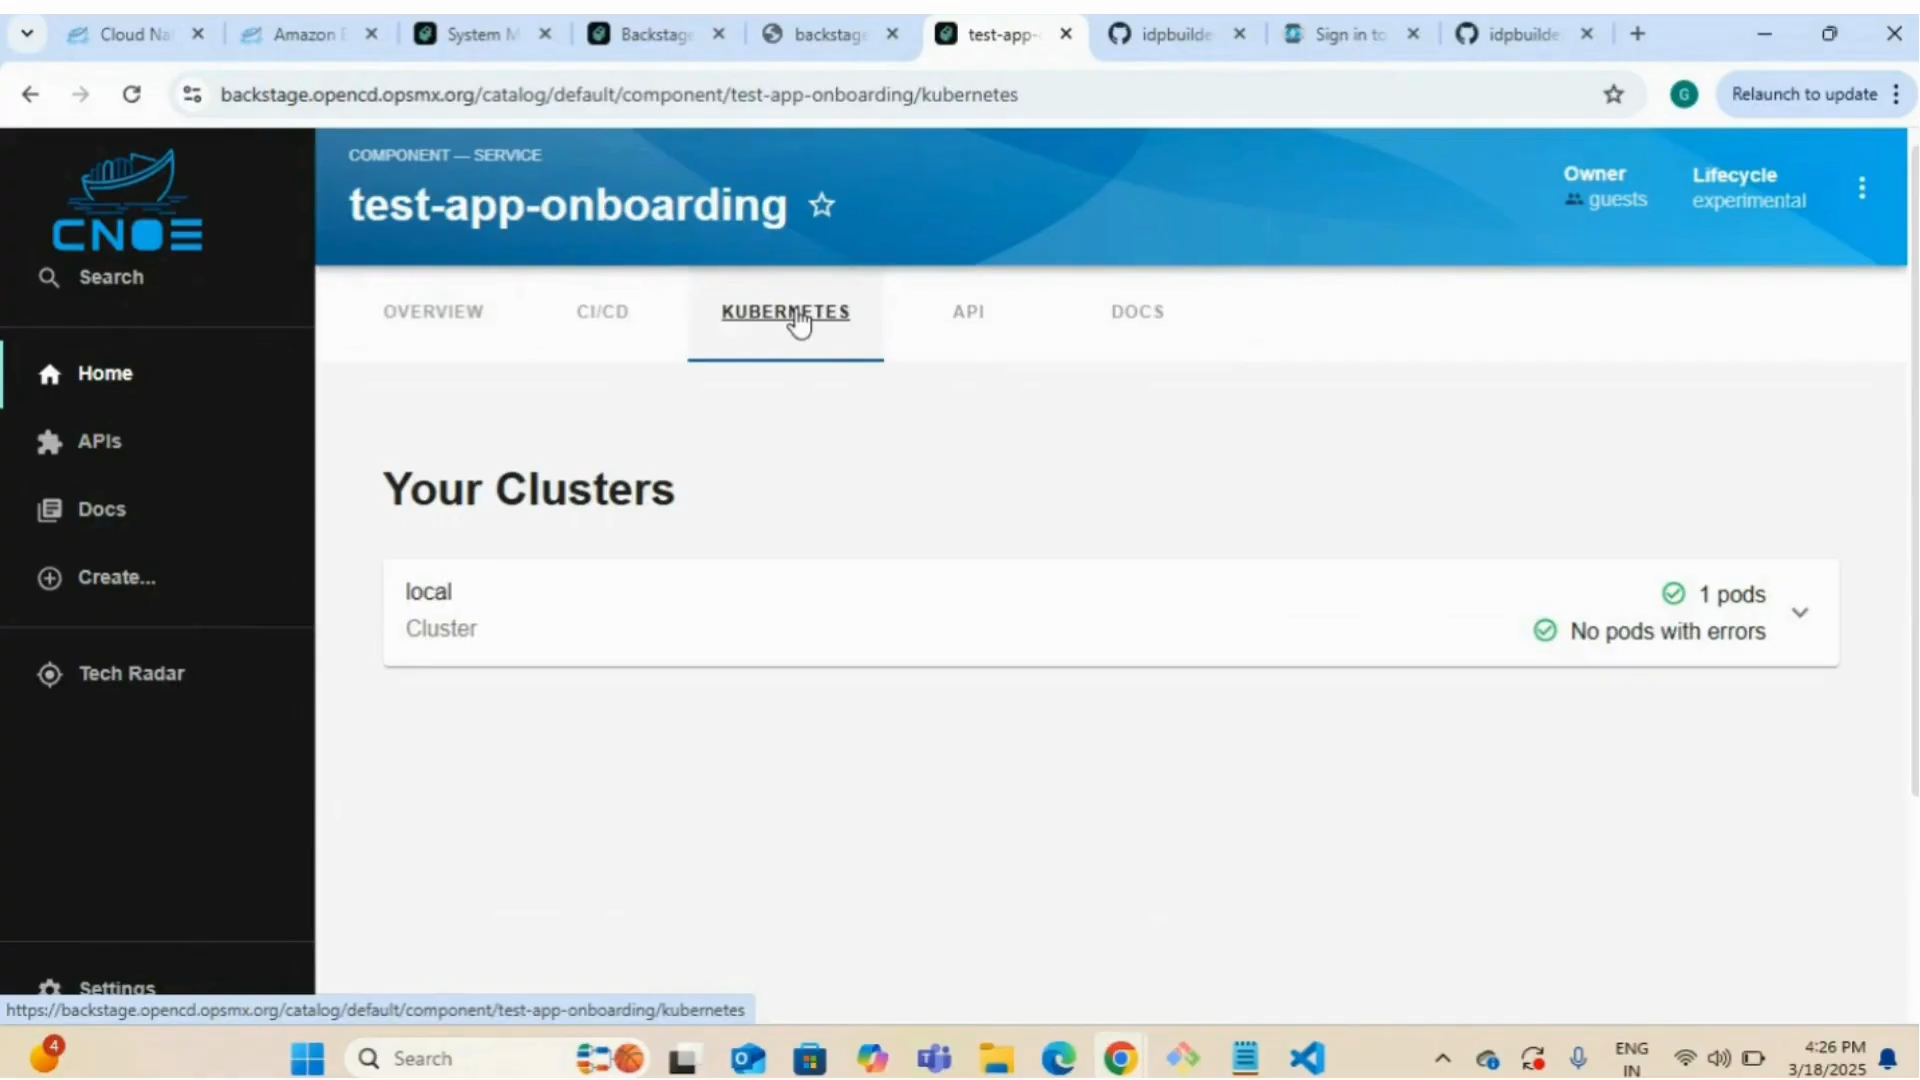 Cloud Na
Amazon E
System M
Backstage
backstage
test-app-
idpbuilde
Sign in to
idpbuilde
backstage.opencd.opsmx.org/catalog/default/component/test-app-onboarding/kubernetes
G
Relaunch to update
CNOE
Search
Home
APIs
Docs
Create...
Tech Radar
Settings
COMPONENT — SERVICE
test-app-onboarding
Owner
guests
Lifecycle
experimental
OVERVIEW
CI/CD
KUBERNETES
API
DOCS
Your Clusters
local
Cluster
1 pods
No pods with errors
https://backstage.opencd.opsmx.org/catalog/default/component/test-app-onboarding/kubernetes
4
Search
ENG
IN
4:26 PM
3/18/2025